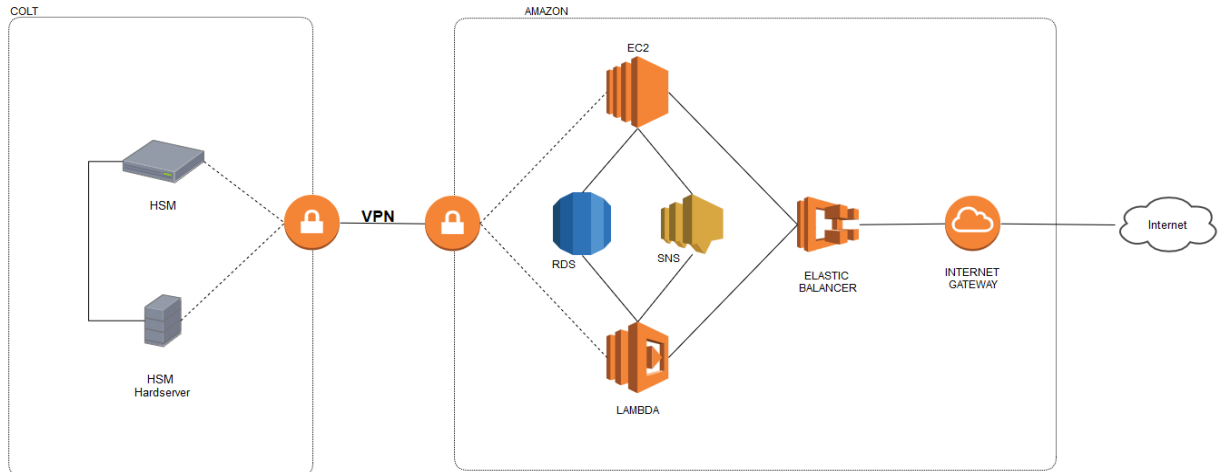 COLT
AMAZON
EC2
HSM
VPN
RDS
SNS
Internet
ELASTIC
BALANCER
INTERNET
GATEWAY
HSM
Hardserver
LAMBDA